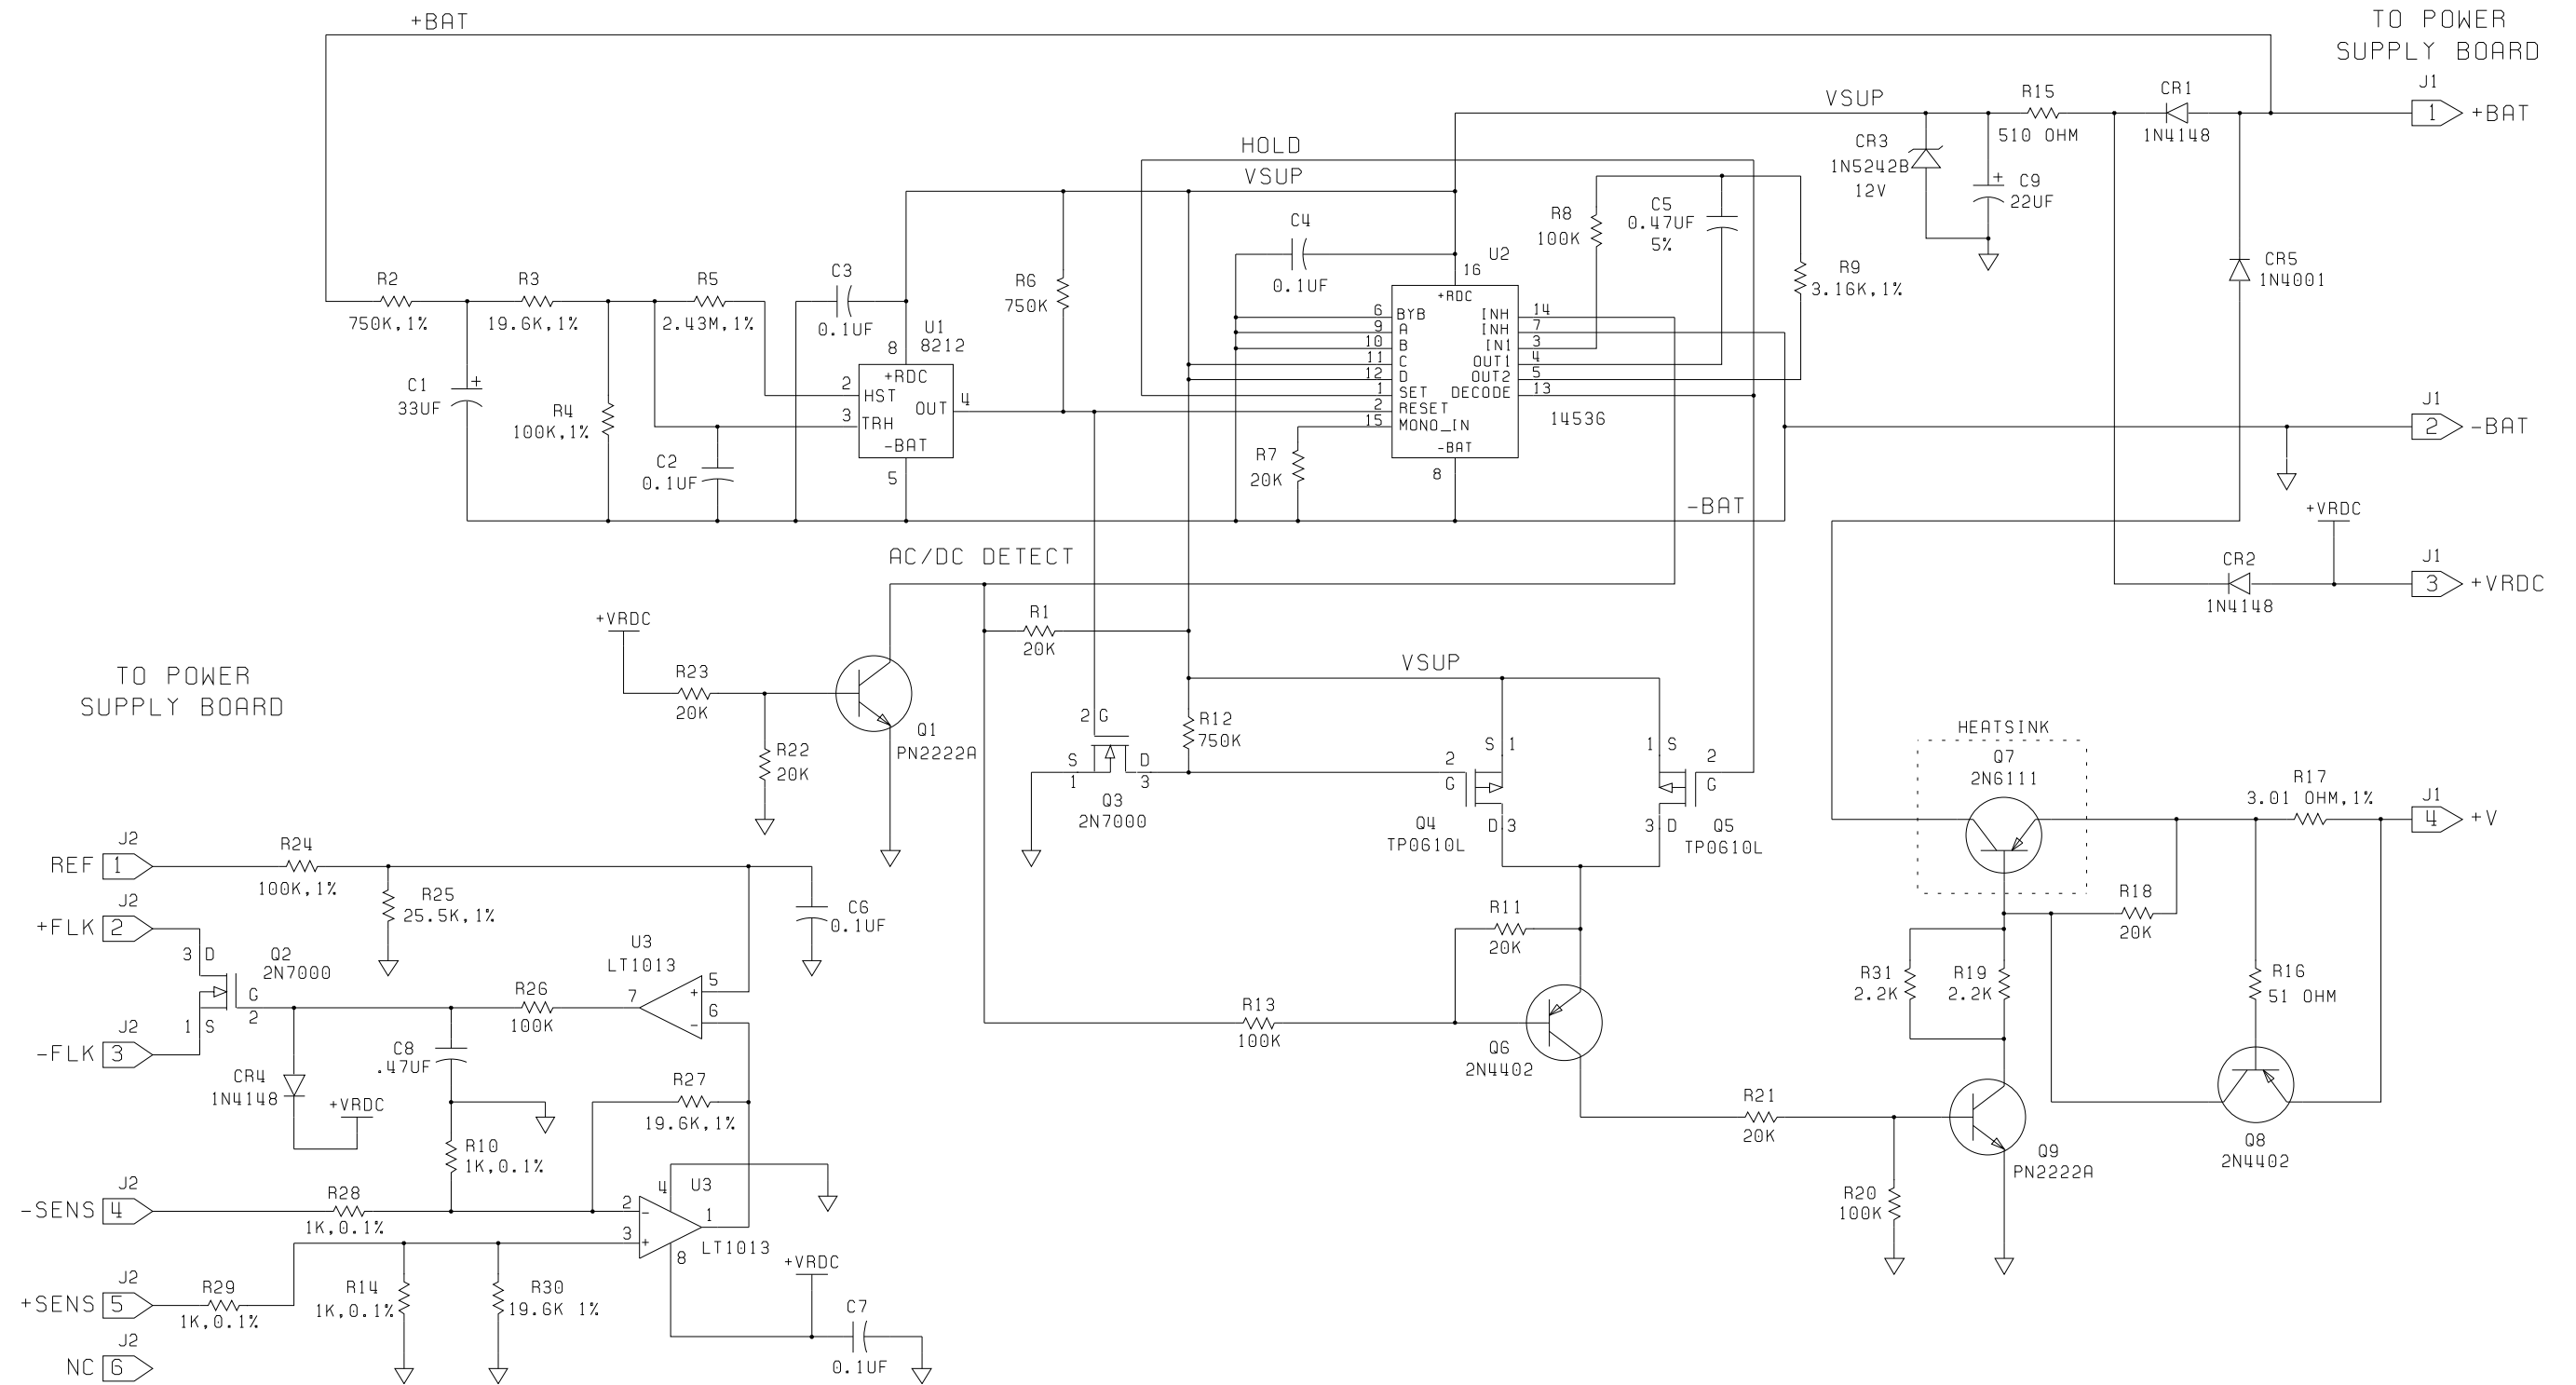 +BAT
TO POWER
SUPPLY BOARD
J1
1
+BAT
VSUP
R15
510 OHM
CR1
1N4148
CR3
1N5242B
12V
+
C9
22UF
CR5
1N4001
HOLD
VSUP
C4
0.1UF
R8
100K
C5
0.47UF
5%
R9
3.16K,1%
U2
16
+RDC
6 BYB
9 A
10 B
11 C
12 D
1 SET
2 RESET
15 MONO_IN
INH 14
INH 7
IN1 3
OUT1 4
OUT2 5
DECODE 13
-BAT
8
14536
R7
20K
R2
750K,1%
R3
19.6K,1%
R5
2.43M,1%
C3
0.1UF
R6
750K
U1
8212
8
+RDC
2
HST
3
TRH
OUT
4
-BAT
5
C1
33UF
+
R4
100K,1%
C2
0.1UF
-BAT
J1
2
-BAT
+VRDC
J1
3
+VRDC
CR2
1N4148
AC/DC DETECT
R1
20K
+VRDC
R23
20K
R22
20K
Q1
PN2222A
TO POWER
SUPPLY BOARD
VSUP
R12
750K
2 G
S
1
D
3
Q3
2N7000
S 1
2
G
D 3
Q4
TP0610L
1 S
2
G
3 D
Q5
TP0610L
HEATSINK
Q7
2N6111
R17
3.01 OHM,1%
J1
4
+V
R18
20K
R31
2.2K
R19
2.2K
R16
51 OHM
Q8
2N4402
R11
20K
R13
100K
Q6
2N4402
R21
20K
R20
100K
Q9
PN2222A
J2
REF 1
R24
100K,1%
R25
25.5K,1%
C6
0.1UF
J2
+FLK 2
3 D
Q2
2N7000
G
2
1 S
J2
-FLK 3
R26
100K
U3
LT1013
7
5
+
6
-
C8
.47UF
CR4
1N4148
+VRDC
R27
19.6K,1%
R10
1K,0.1%
J2
-SENS 4
R28
1K,0.1%
2
-
3
+
4
U3
1
8
LT1013
J2
+SENS 5
R29
1K,0.1%
R14
1K,0.1%
R30
19.6K 1%
+VRDC
C7
0.1UF
J2
NC 6